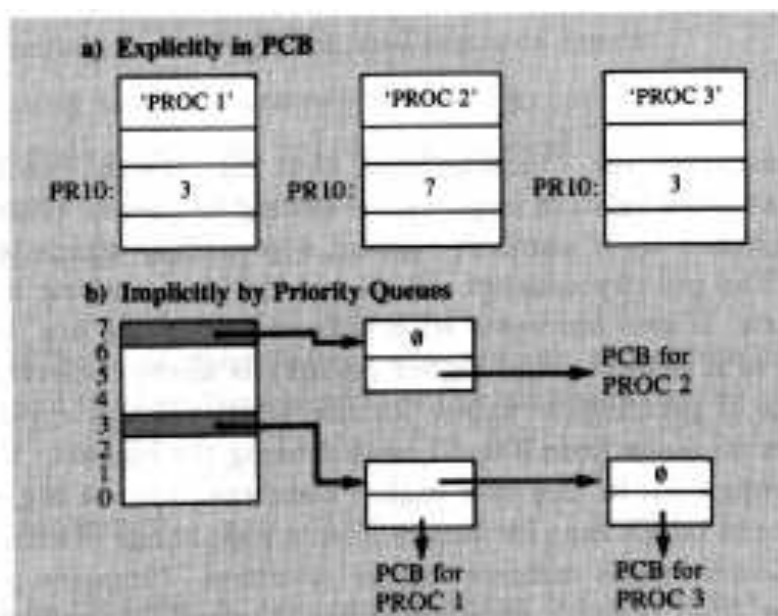 a) Explicitly in PCB
'PROC 1' 'PROC 2' 'PROC 3'
PR10: 3 PR10: 7 PR10: 3
b) Implicitly by Priority Queues
7
6
5
4
3
2
1
0
0
PCB for
PROC 2
0
PCB for
PROC 1
PCB for
PROC 3